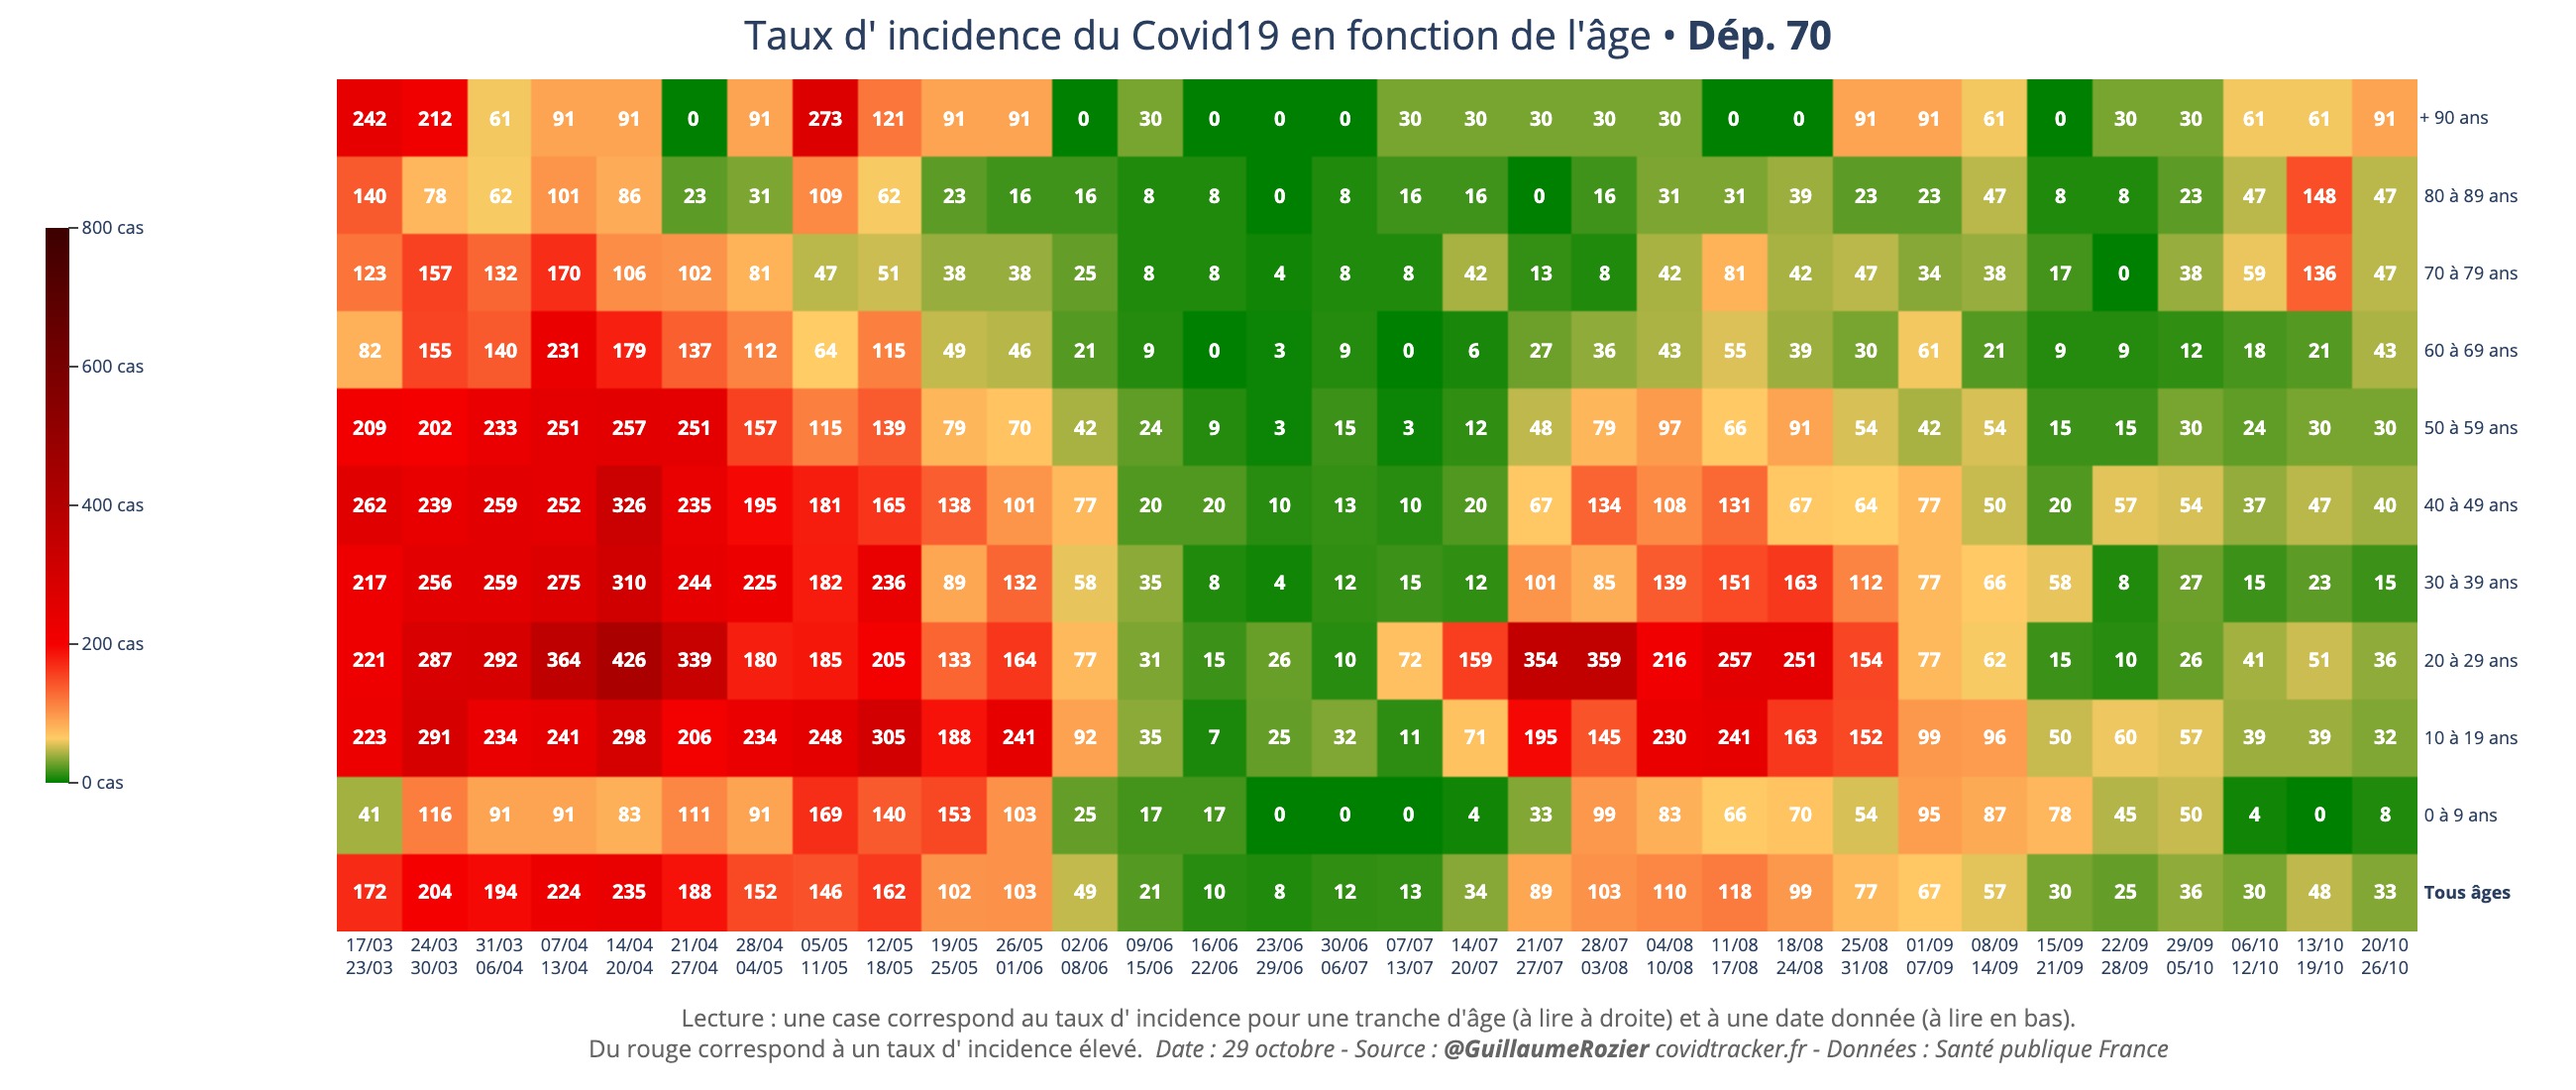 Taux d' incidence du Covid19 en fonction de l'âge • Dép. 70
242 212 61 91 91 0 91 273 121 91 91 0 30 0 0 0 30 30 30 30 30 0 0 91 91 61 0 30 30 61 61 91 + 90 ans
140 78 62 101 86 23 31 109 62 23 16 16 8 8 0 8 16 16 0 16 31 31 39 23 23 47 8 8 23 47 148 47 80 à 89 ans
800 cas
123 157 132 170 106 102 81 47 51 38 38 25 8 8 4 8 8 42 13 8 42 81 42 47 34 38 17 0 38 59 136 47 70 à 79 ans
82 155 140 231 179 137 112 64 115 49 46 21 9 0 3 9 0 6 27 36 43 55 39 30 61 21 9 9 12 18 21 43 60 à 69 ans
600 cas
209 202 233 251 257 251 157 115 139 79 70 42 24 9 3 15 3 12 48 79 97 66 91 54 42 54 15 15 30 24 30 30 50 à 59 ans
400 cas
262 239 259 252 326 235 195 181 165 138 101 77 20 20 10 13 10 20 67 134 108 131 67 64 77 50 20 57 54 37 47 40 40 à 49 ans
217 256 259 275 310 244 225 182 236 89 132 58 35 8 4 12 15 12 101 85 139 151 163 112 77 66 58 8 27 15 23 15 30 à 39 ans
200 cas
221 287 292 364 426 339 180 185 205 133 164 77 31 15 26 10 72 159 354 359 216 257 251 154 77 62 15 10 26 41 51 36 20 à 29 ans
223 291 234 241 298 206 234 248 305 188 241 92 35 7 25 32 11 71 195 145 230 241 163 152 99 96 50 60 57 39 39 32 10 à 19 ans
0 cas
41 116 91 91 83 111 91 169 140 153 103 25 17 17 0 0 0 4 33 99 83 66 70 54 95 87 78 45 50 4 0 8 0 à 9 ans
172 204 194 224 235 188 152 146 162 102 103 49 21 10 8 12 13 34 89 103 110 118 99 77 67 57 30 25 36 30 48 33 Tous âges
17/03 24/03 31/03 07/04 14/04 21/04 28/04 05/05 12/05 19/05 26/05 02/06 09/06 16/06 23/06 30/06 07/07 14/07 21/07 28/07 04/08 11/08 18/08 25/08 01/09 08/09 15/09 22/09 29/09 06/10 13/10 20/10
23/03 30/03 06/04 13/04 20/04 27/04 04/05 11/05 18/05 25/05 01/06 08/06 15/06 22/06 29/06 06/07 13/07 20/07 27/07 03/08 10/08 17/08 24/08 31/08 07/09 14/09 21/09 28/09 05/10 12/10 19/10 26/10
Lecture : une case correspond au taux d' incidence pour une tranche d'âge (à lire à droite) et à une date donnée (à lire en bas).
Du rouge correspond à un taux d' incidence élevé. Date : 29 octobre - Source : @GuillaumeRozier covidtracker.fr - Données : Santé publique France